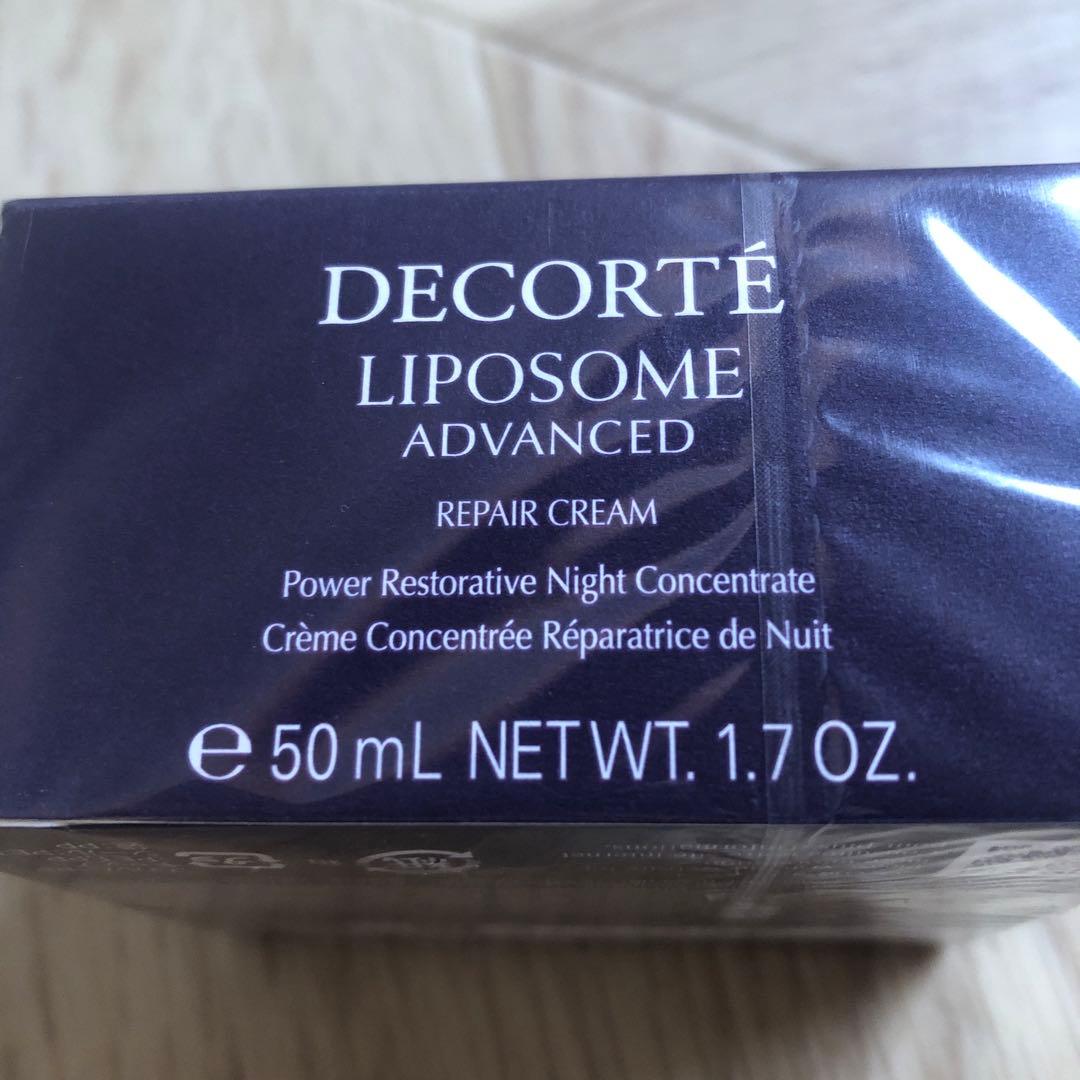 DECORTÉ
LIPOSOME
ADVANCED
REPAIR CREAM
Power Restorative Night Concentrate
Crème Concentrée Réparatrice de Nuit
℮ 50 mL NET WT. 1.7 OZ.